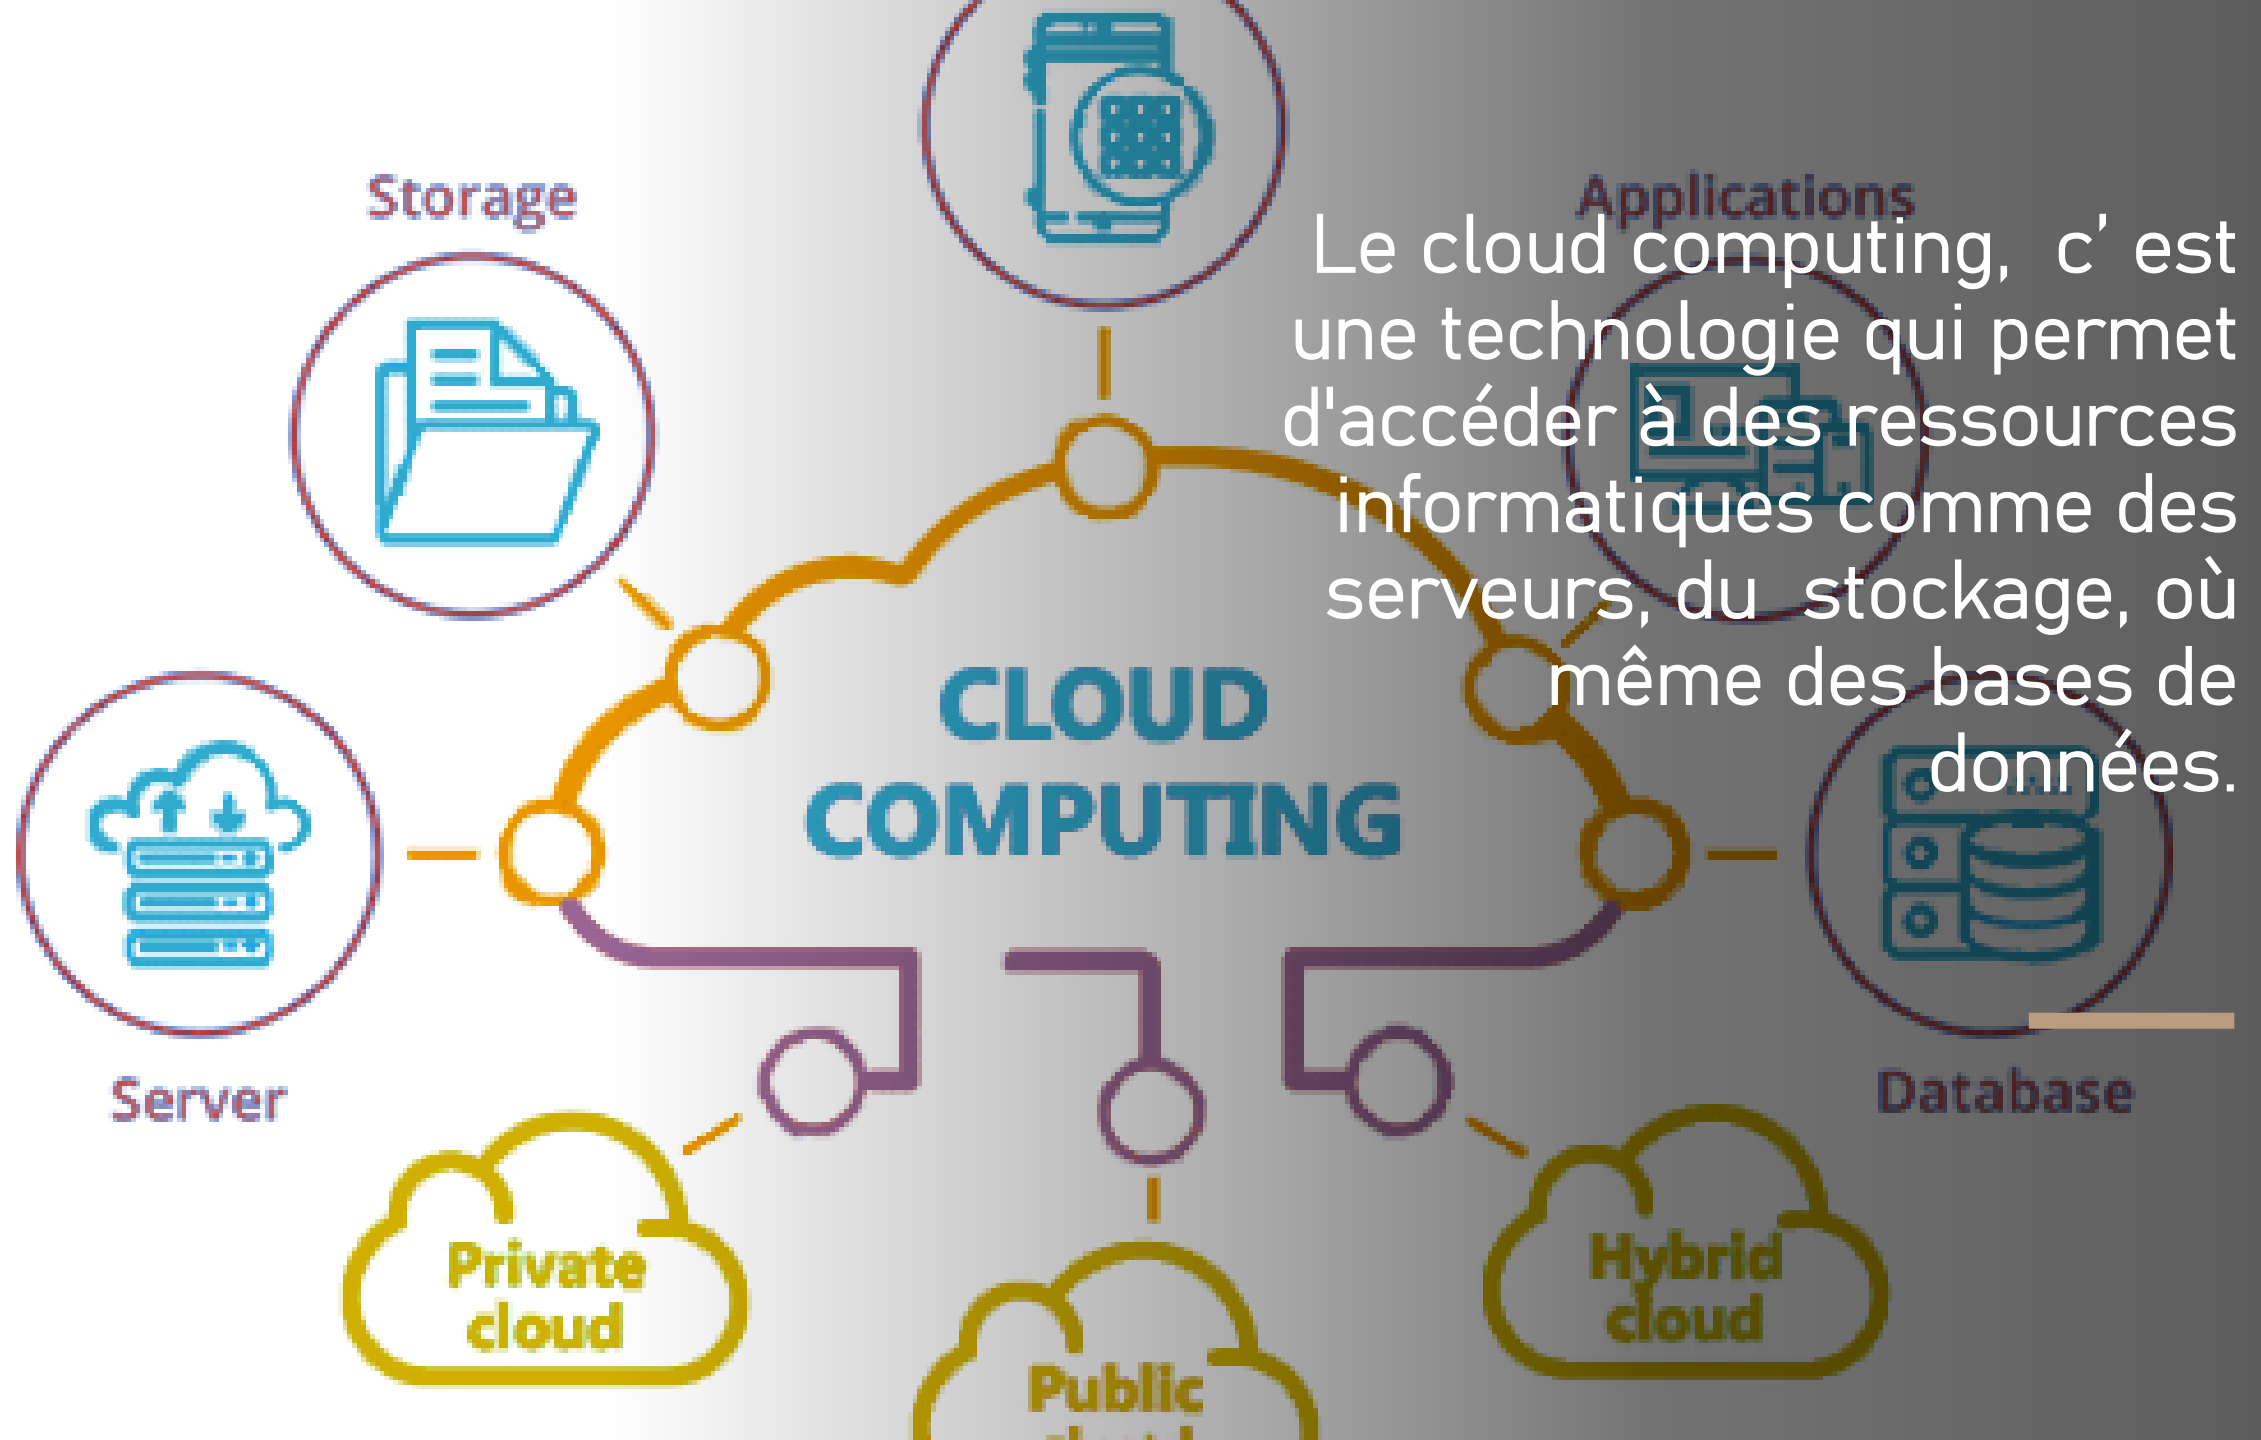 Storage
Applications
Le cloud computing,  c’ est
une technologie qui permet
d'accéder à des ressources
informatiques comme des
serveurs, du  stockage, où
même des bases de
données.
CLOUD
COMPUTING
Server
Database
Private
cloud
Hybrid
cloud
Public